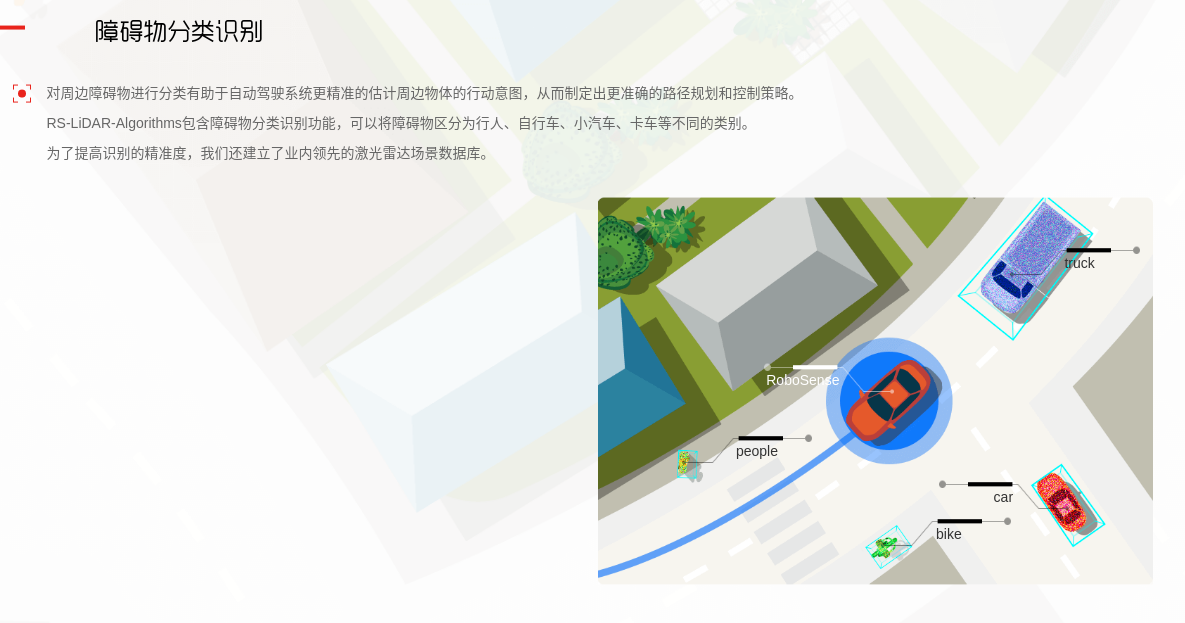 障碍物分类识别
对周边障碍物进行分类有助于自动驾驶系统更精准的估计周边物体的行动意图，从而制定出更准确的路径规划和控制策略。
RS-LiDAR-Algorithms包含障碍物分类识别功能，可以将障碍物区分为行人、自行车、小汽车、卡车等不同的类别。
为了提高识别的精准度，我们还建立了业内领先的激光雷达场景数据库。
truck
RoboSense
people
car
bike